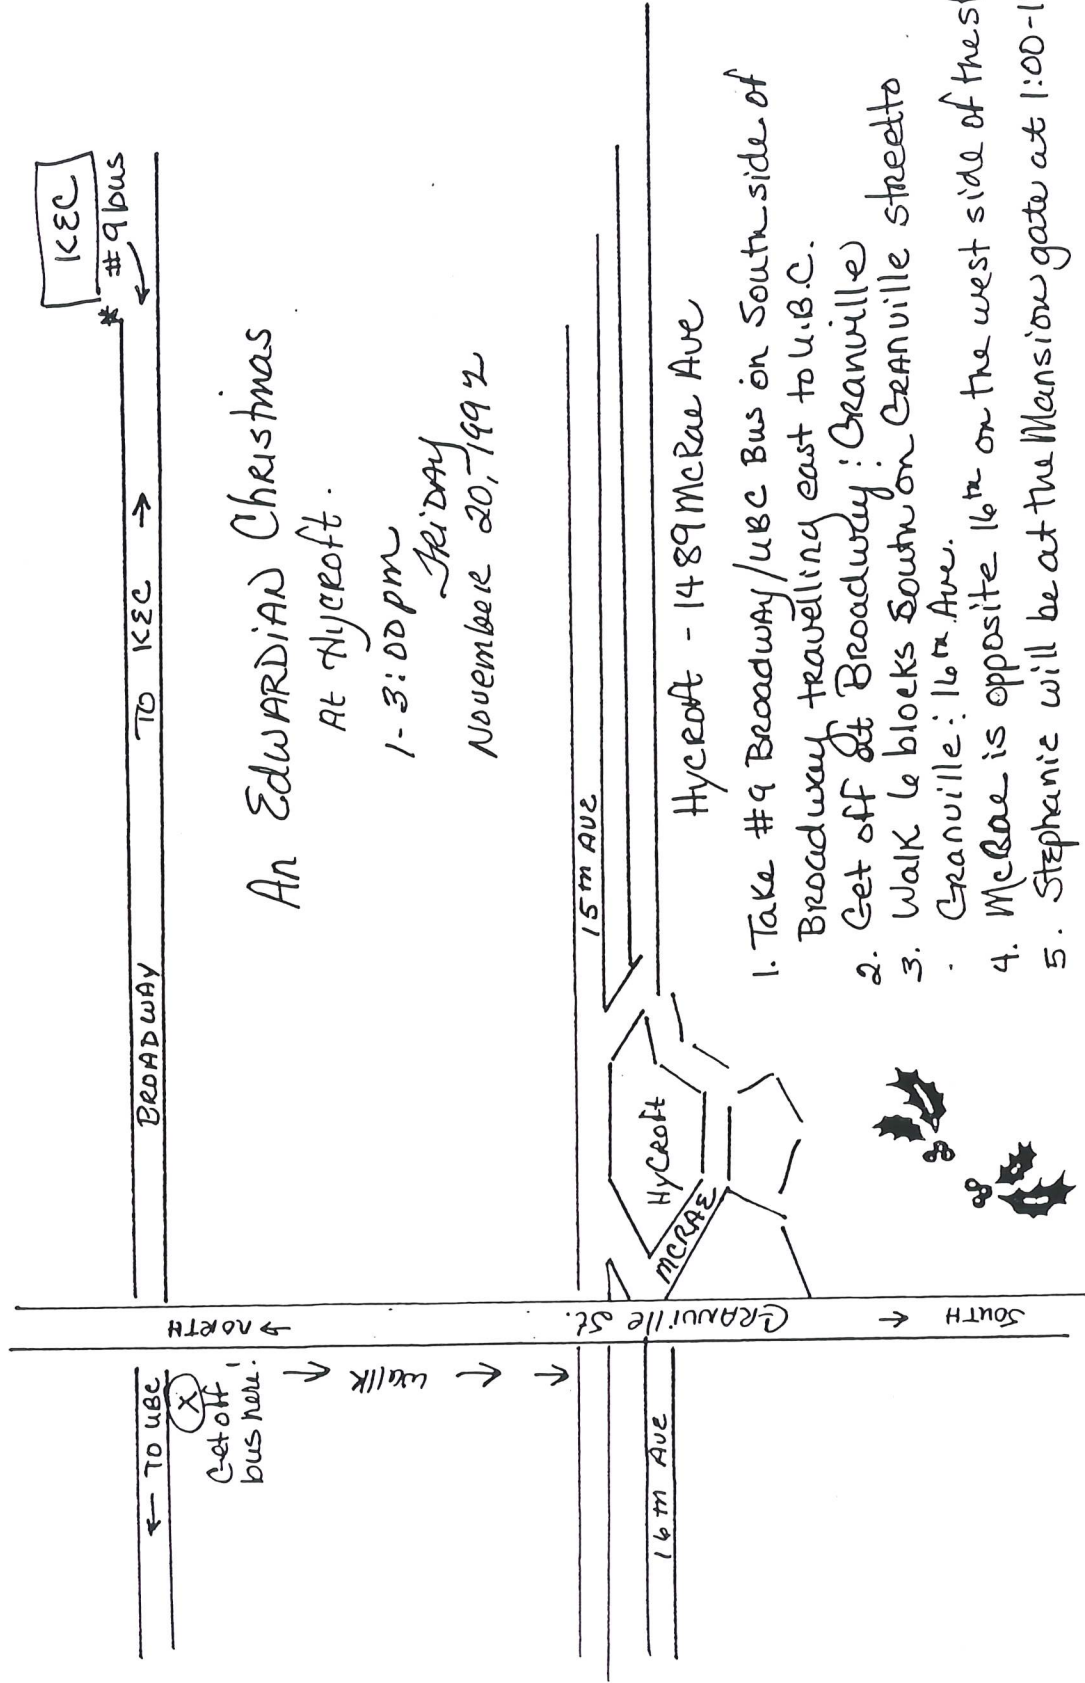 KEC
#9 bus
*
BROADWAY TO KEC →
← TO UBC
X
Get off
bus here!
An EDWARDIAN Christmas
At Hycroft.
1-3:00 pm
FRIDAY
November 20, 1992
→ NORTH
← ← walk ← ←
GRANVILLE St.
SOUTH ←
15th AVE
16th AVE
HYCROft
MCRAE
HYCROft - 1489 McRae Ave
1. Take #9 Broadway/UBC Bus on South side of
Broadway travelling east to U.B.C.
2. Get off at Broadway : Granville
3. Walk 6 blocks South on GRANVILLE street to
Granville : 16th Ave.
4. McRae is opposite 16th on the west side of the s
5. Stephanie will be at the Mansion gate at 1:00-1